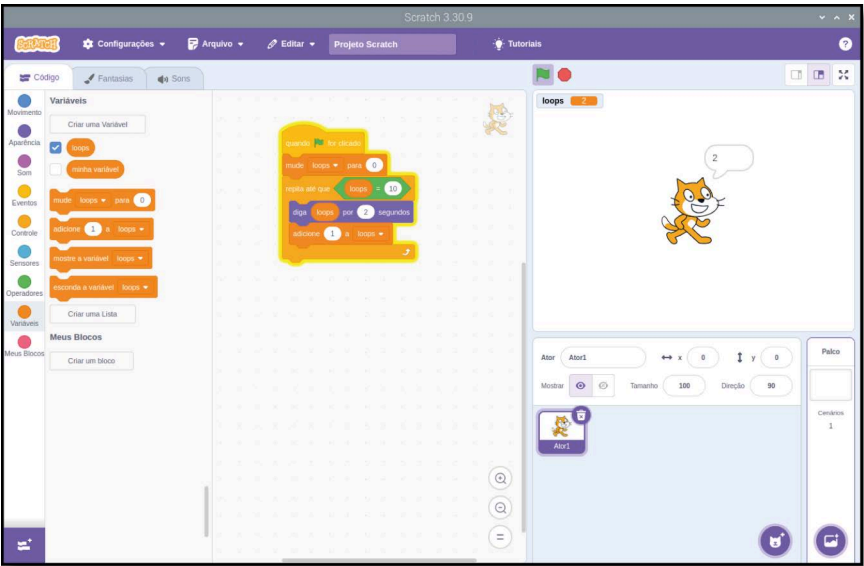 Scratch 3.30.9
SCRATCH Configurações Arquivo Editar Projeto Scratch Tutoriais ?
Código Fantasias Sons
Movimento
Aparência
Som
Eventos
Controle
Sensores
Operadores
Variáveis
Meus Blocos
Variáveis
Criar uma Variável
loops
minha variável
mude loops para 0
adicione 1 a loops
mostre a variável loops
esconda a variável loops
Criar uma Lista
Meus Blocos
Criar um bloco
quando for clicado
mude loops para 0
repita até que loops = 10
diga loops por 2 segundos
adicione 1 a loops
loops 2
2
Ator Ator1 x 0 y 0
Mostrar Tamanho 100 Direção 90
Ator1
Palco
Cenários
1